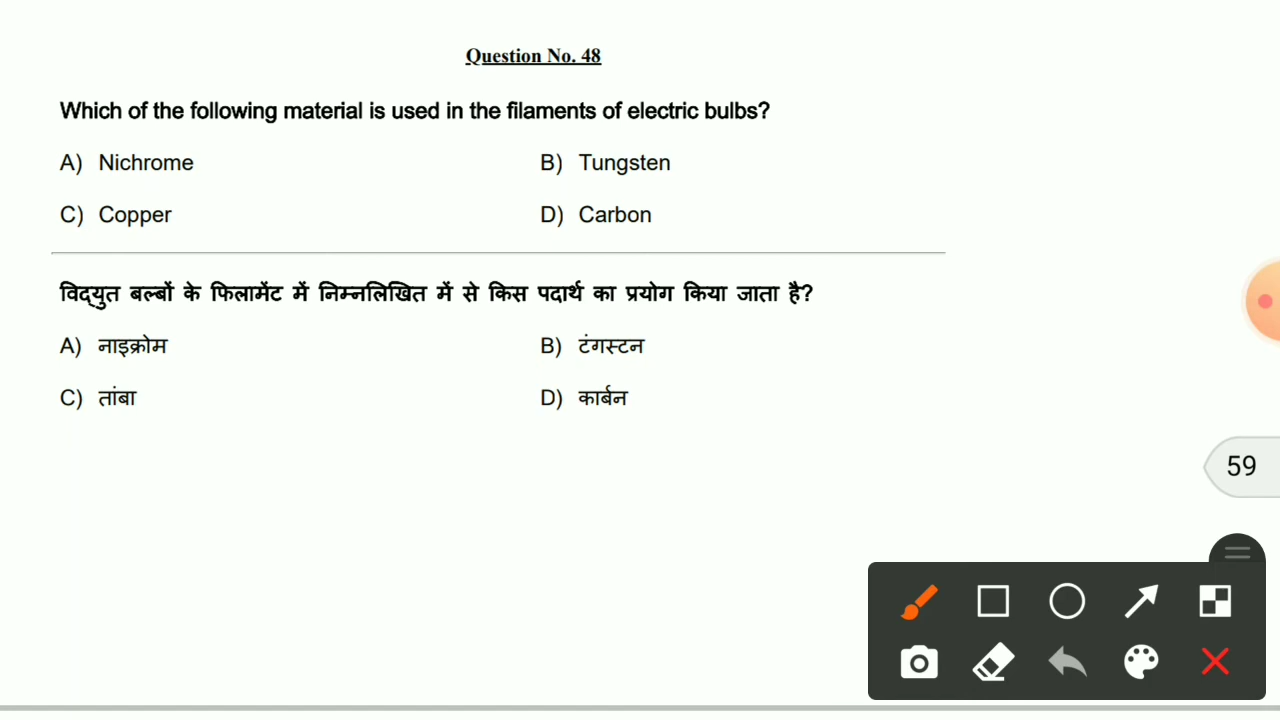 Question No. 48
Which of the following material is used in the filaments of electric bulbs?
A) Nichrome B) Tungsten
C) Copper D) Carbon
विद्युत बल्बों के फिलामेंट में निम्नलिखित में से किस पदार्थ का प्रयोग किया जाता है?
A) नाइक्रोम B) टंगस्टन
C) तांबा D) कार्बन
59